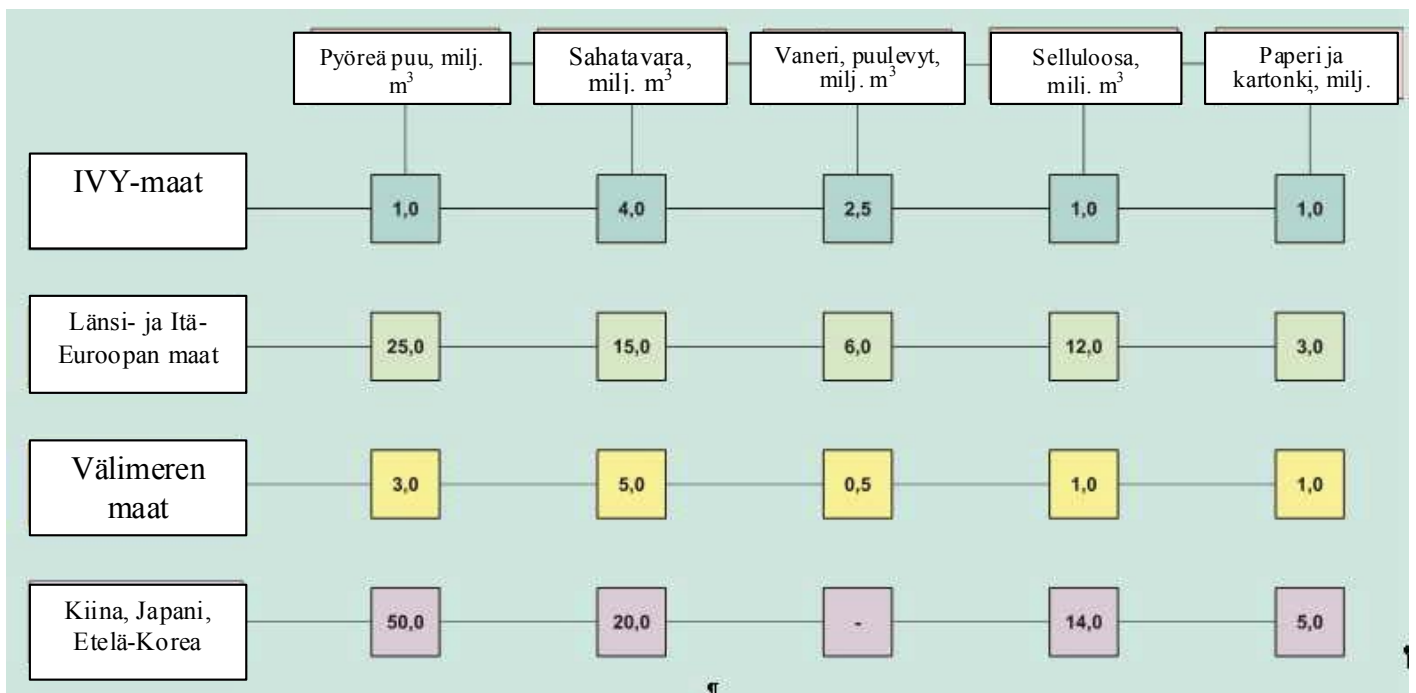 Pyöreä puu, milj.
m³
Sahatavara,
milj. m³
Vaneri, puulevyt,
milj. m³
Selluloosa,
milj. m³
Paperi ja
kartonki, milj.
IVY-maat
1,0 4,0 2,5 1,0 1,0
Länsi- ja Itä-
Euroopan maat
25,0 15,0 6,0 12,0 3,0
Välimeren
maat
3,0 5,0 0,5 1,0 1,0
Kiina, Japani,
Etelä-Korea
50,0 20,0 - 14,0 5,0
¶
¶